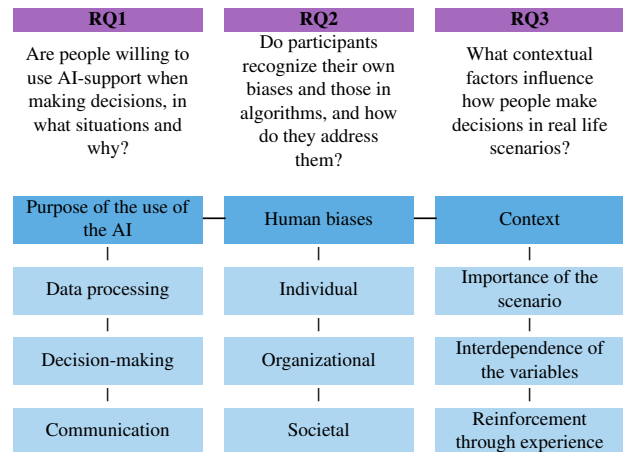 RQ1
Are people willing to
use AI-support when
making decisions, in
what situations and
why?
RQ2
Do participants
recognize their own
biases and those in
algorithms, and how
do they address
them?
RQ3
What contextual
factors influence
how people make
decisions in real life
scenarios?
Purpose of the use of
the AI
Human biases
Context
Data processing
Individual
Importance of the
scenario
Decision-making
Organizational
Interdependence of
the variables
Communication
Societal
Reinforcement
through experience